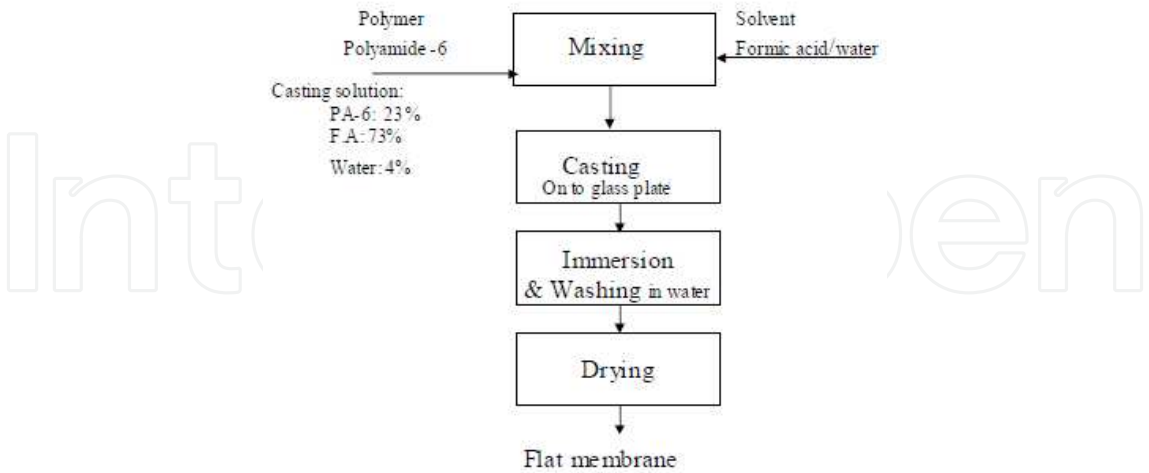 Polymer
Polyamide -6
Solvent
Formic acid/water
Mixing
Casting solution:
PA-6: 23%
F.A.: 73%
Water: 4%
Casting
On to glass plate
Immersion
& Washing in water
Drying
Flat membrane